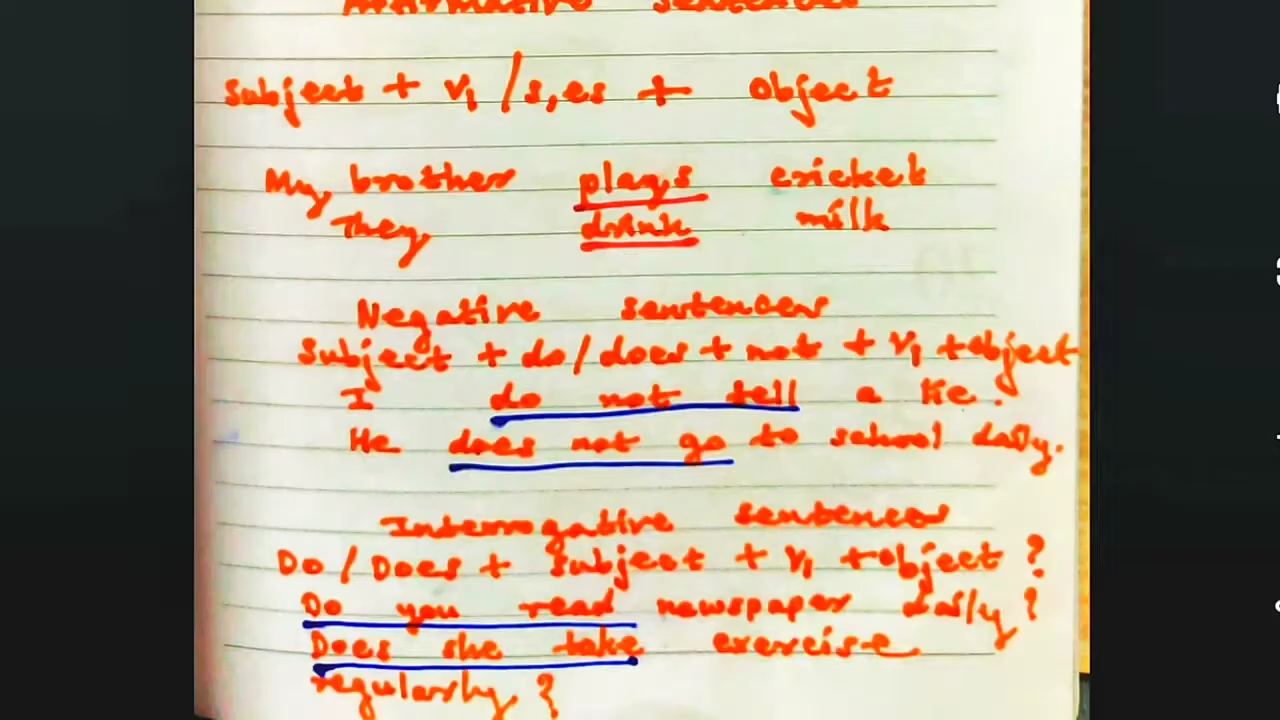 Affirmative sentences
Subject + V1 /s,es + Object
My brother plays cricket
They drink milk
Negative sentences
Subject + do/does + not + V1 +object
I do not tell a lie.
He does not go to school daily.
Interrogative sentences
Do/Does + Subject + V1 +object ?
Do you read newspaper daily?
Does she take exercise
regularly ?